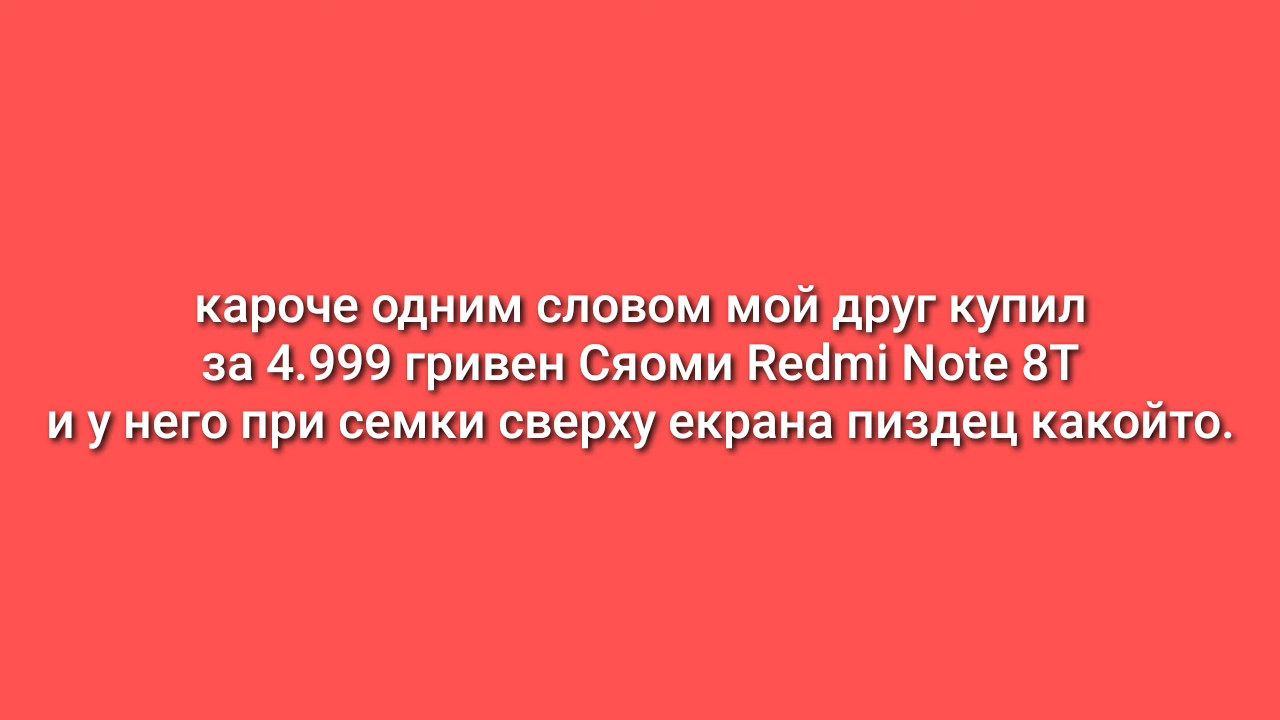 кароче одним словом мой друг купил
за 4.999 гривен Сяоми Redmi Note 8T
и у него при семки сверху екрана пиздец какойто.